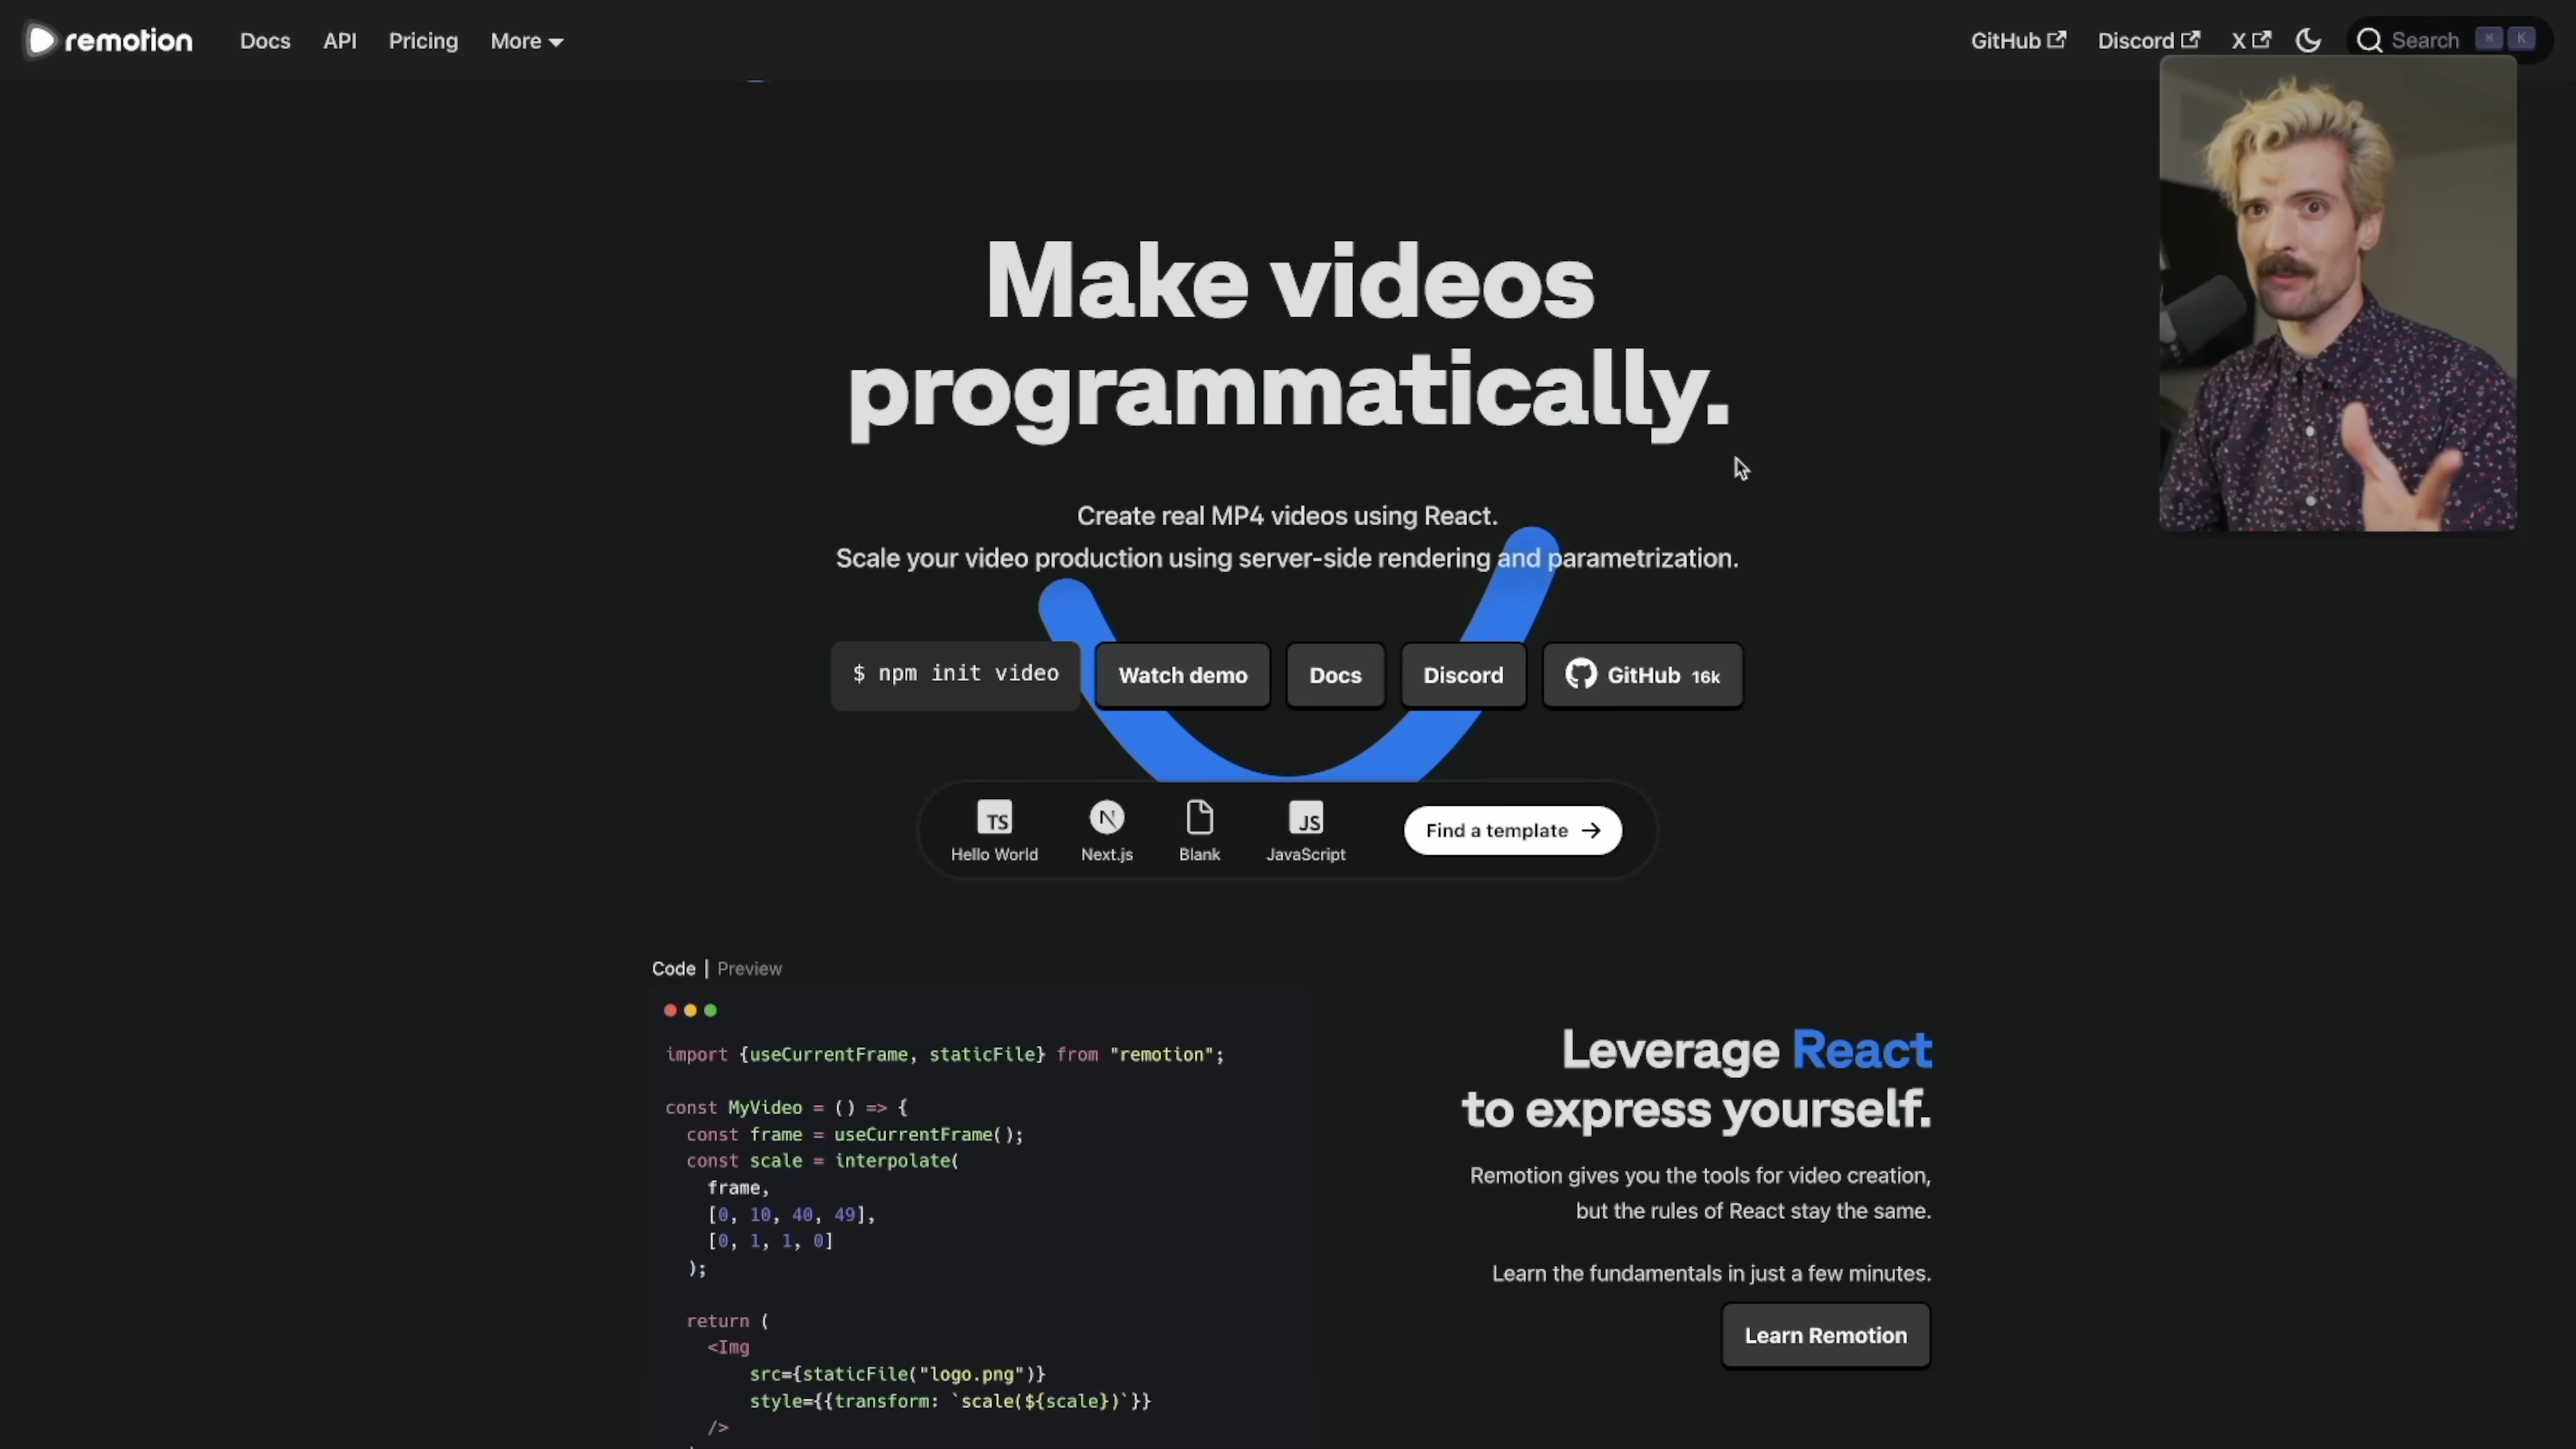 remotion Docs API Pricing More GitHub Discord X Search ⌘ K
Make videos
programmatically.
Create real MP4 videos using React.
Scale your video production using server-side rendering and parametrization.
$ npm init video Watch demo Docs Discord GitHub 16k
TS N JS
Hello World Next.js Blank JavaScript Find a template →
Code | Preview
import {useCurrentFrame, staticFile} from "remotion";
const MyVideo = () => {
const frame = useCurrentFrame();
const scale = interpolate(
frame,
[0, 10, 40, 49],
[0, 1, 1, 0]
);
return (
<Img
src={staticFile("logo.png")}
style={{transform: `scale(${scale})`}}
/>
Leverage React
to express yourself.
Remotion gives you the tools for video creation,
but the rules of React stay the same.
Learn the fundamentals in just a few minutes.
Learn Remotion